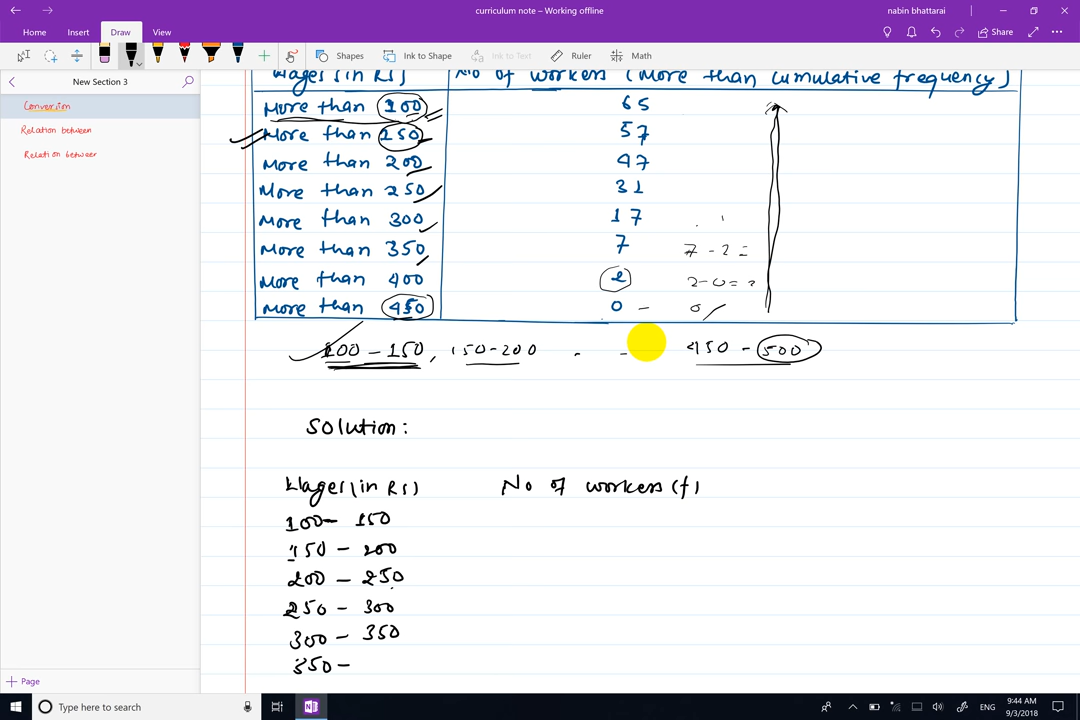 curriculum note – Working offline
nabin bhattarai
Home Insert Draw View
Share
Shapes Ink to Shape Ink to Text Ruler Math
New Section 3
Conversion
Relation between
Relation between
Wages (in Rs) No of workers (More than cumulative frequency)
More than 100 65
More than 150 57
More than 200 47
More than 250 31
More than 300 17
More than 350 7 7 - 2 =
More than 400 2 2-0=2
More than 450 0 - 0
100 - 150, 150-200 . - 450 - 500
Solution:
Wages (in Rs) No of workers (f)
100 - 150
150 - 200
200 - 250
250 - 300
300 - 350
350 -
+ Page
Type here to search
ENG
9:44 AM
9/3/2018